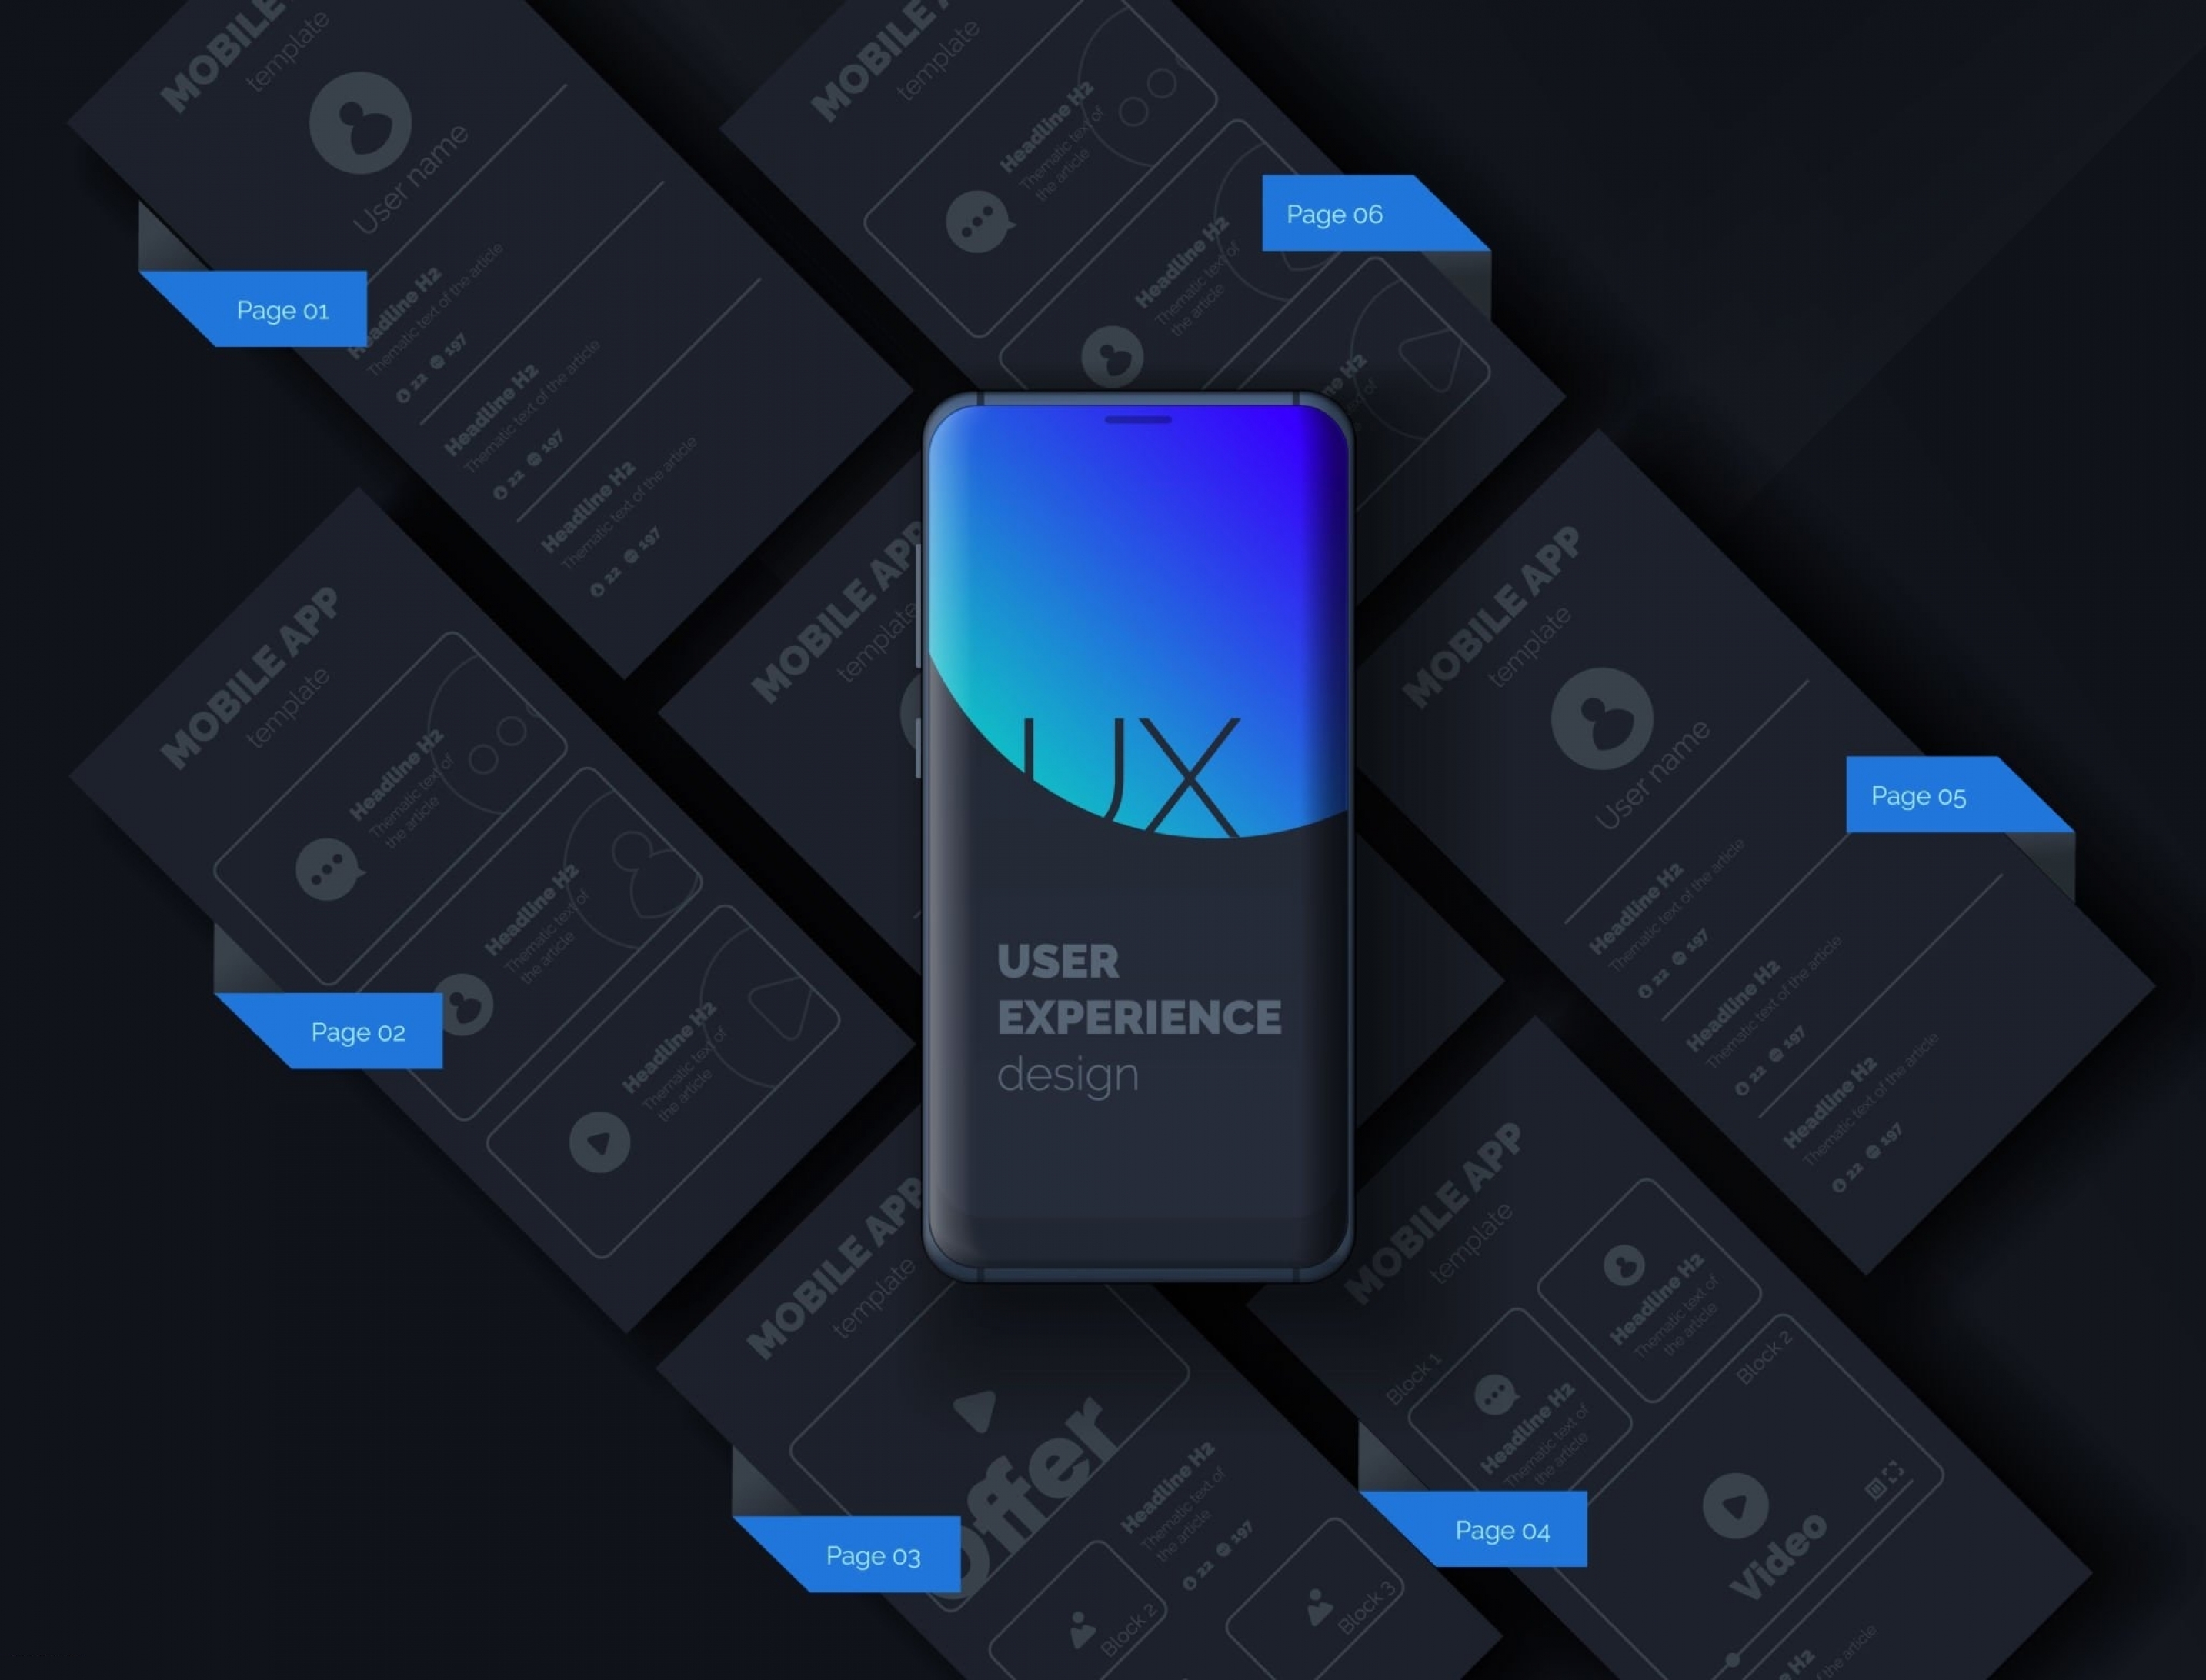 MOBILE
template
User name
Headline H2
Thematic text of the article
22 197
Headline H2
Thematic text of the article
22 197
Headline H2
Thematic text of the article
22 197
Page 01
MOBILE A
template
Headline H2
Thematic text of
the article
Headline H2
Thematic text of
the article
Page 06
MOBILE APP
template
Headline H2
Thematic text of
the article
Headline H2
Thematic text of
the article
Headline H2
Thematic text of
the article
Page 02
MOBILE APP
template
UX
USER
EXPERIENCE
design
MOBILE APP
template
User name
Headline H2
Thematic text of the article
22 197
Headline H2
Thematic text of the article
22 197
Headline H2
Thematic text of the article
22 197
Page 05
MOBILE APP
template
Offer
Headline H2
Thematic text of
the article
22 197
Block 2
Block 3
Page 03
MOBILE APP
template
Block 1
Headline H2
Thematic text of
the article
Headline H2
Thematic text of
the article
Block 2
Video
H2
the article
Page 04